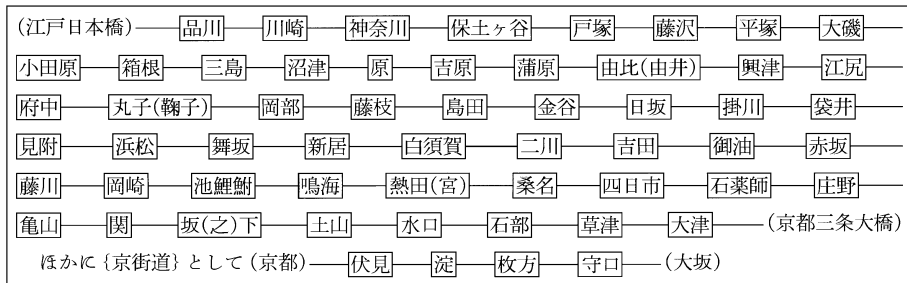 (江戸日本橋) 品川 川崎 神奈川 保土ヶ谷 戸塚 藤沢 平塚 大磯
小田原 箱根 三島 沼津 原 吉原 蒲原 由比(由井) 興津 江尻
府中 丸子(鞠子) 岡部 藤枝 島田 金谷 日坂 掛川 袋井
見附 浜松 舞坂 新居 白須賀 二川 吉田 御油 赤坂
藤川 岡崎 池鯉鮒 鳴海 熱田(宮) 桑名 四日市 石薬師 庄野
亀山 関 坂(之)下 土山 水口 石部 草津 大津 (京都三条大橋)
ほかに{京街道}として(京都) 伏見 淀 枚方 守口 (大坂)